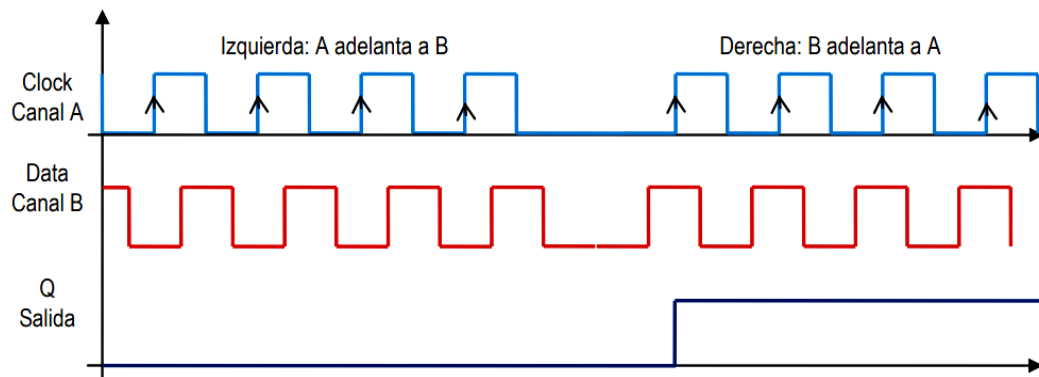 Izquierda: A adelanta a B
Derecha: B adelanta a A
Clock
Canal A
Data
Canal B
Q
Salida